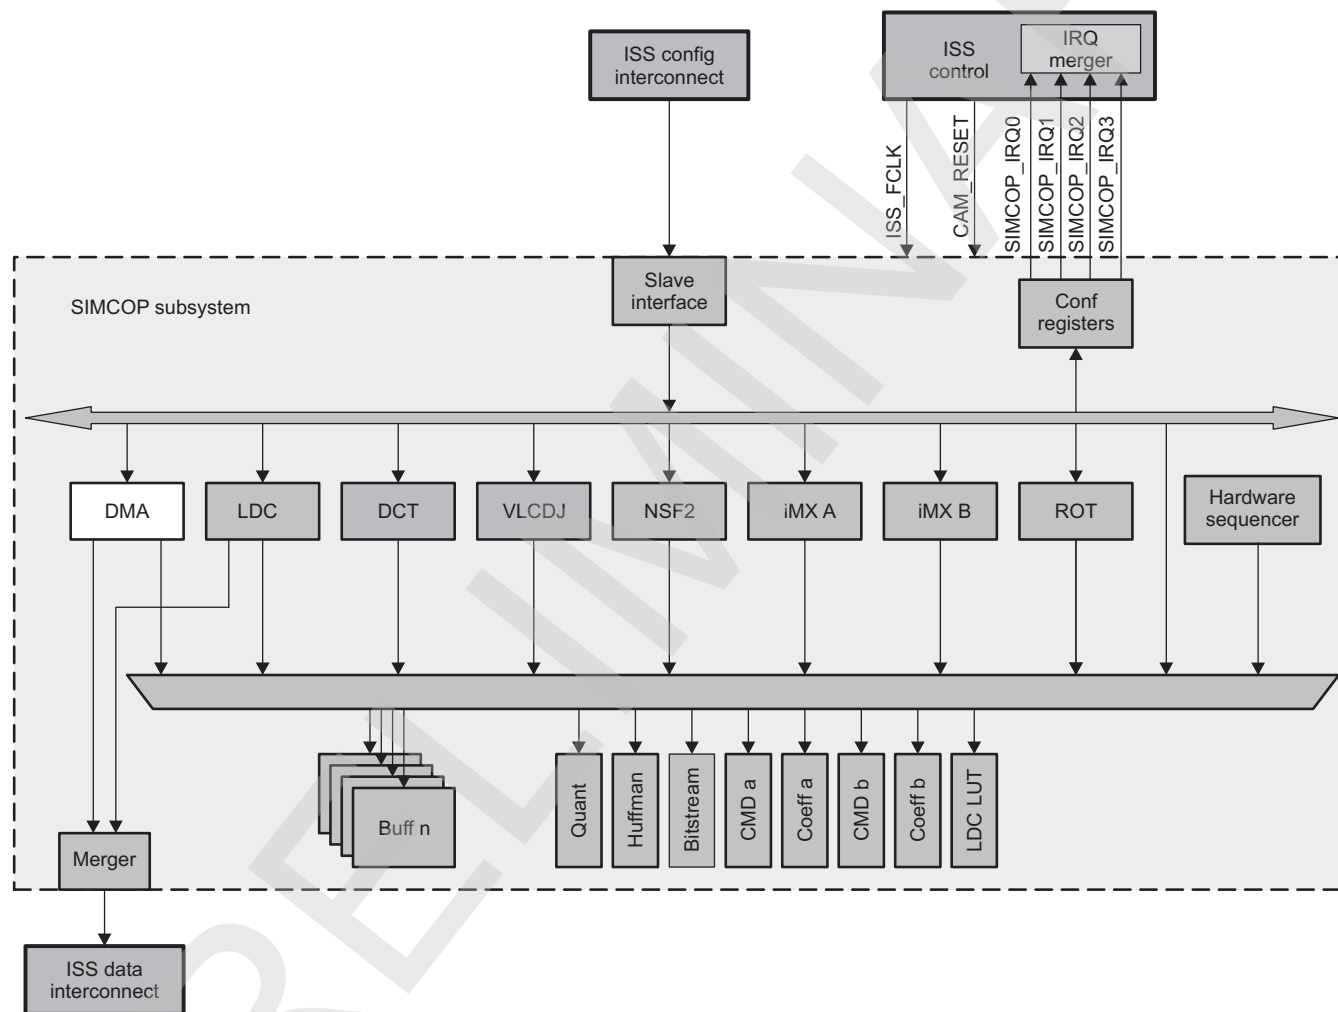 ISS config
interconnect
ISS
control
IRQ
merger
ISS_FCLK
CAM_RESET
SIMCOP_IRQ0
SIMCOP_IRQ1
SIMCOP_IRQ2
SIMCOP_IRQ3
SIMCOP subsystem
Slave
interface
Conf
registers
DMA
LDC
DCT
VLCDJ
NSF2
iMX A
iMX B
ROT
Hardware
sequencer
Buff n
Quant
Huffman
Bitstream
CMD a
Coeff a
CMD b
Coeff b
LDC LUT
Merger
ISS data
interconnect